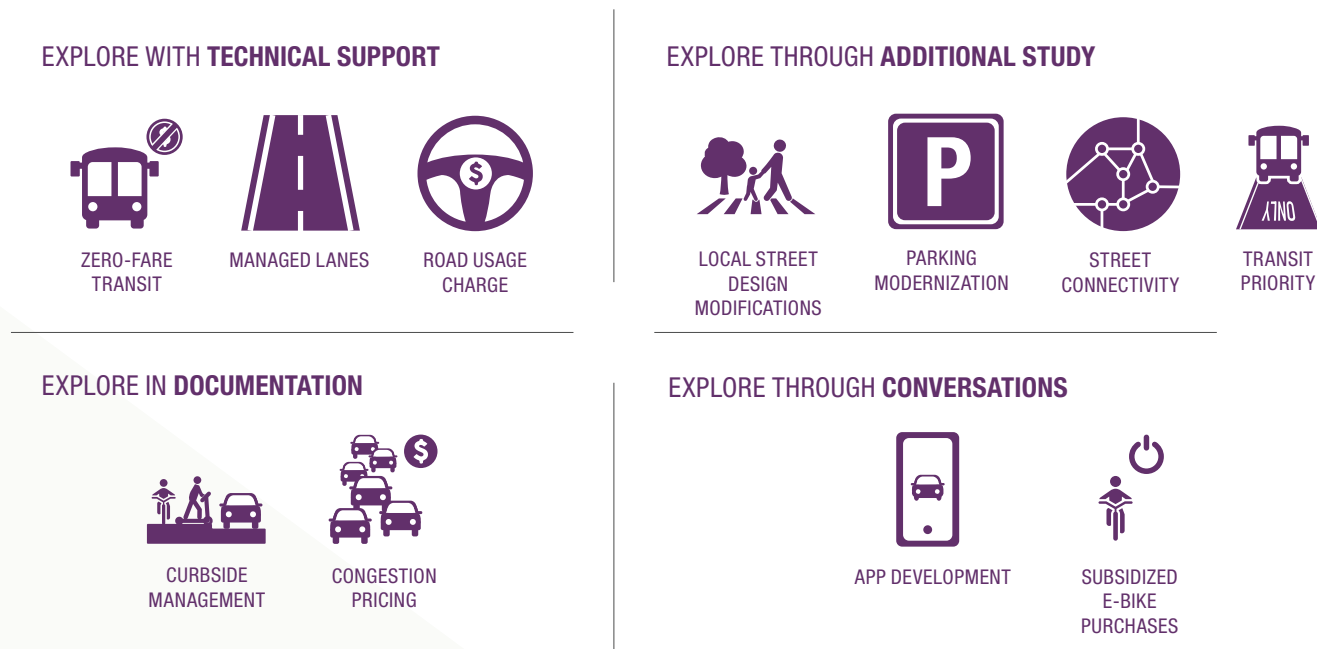 EXPLORE WITH TECHNICAL SUPPORT
$
ZERO-FARE
TRANSIT
MANAGED LANES
$
ROAD USAGE
CHARGE
EXPLORE THROUGH ADDITIONAL STUDY
LOCAL STREET
DESIGN
MODIFICATIONS
P
PARKING
MODERNIZATION
STREET
CONNECTIVITY
ONLY
TRANSIT
PRIORITY
EXPLORE IN DOCUMENTATION
CURBSIDE
MANAGEMENT
$
CONGESTION
PRICING
EXPLORE THROUGH CONVERSATIONS
APP DEVELOPMENT
SUBSIDIZED
E-BIKE
PURCHASES